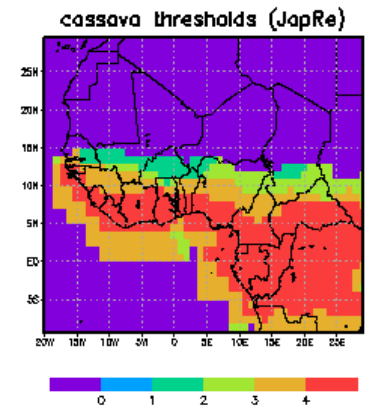 cassava thresholds (JapRe)
25N
20N
15N
10N
5N
EQ
5S
20W 15W 10W 5W 0 5E 10E 15E 20E 25E
0 1 2 3 4